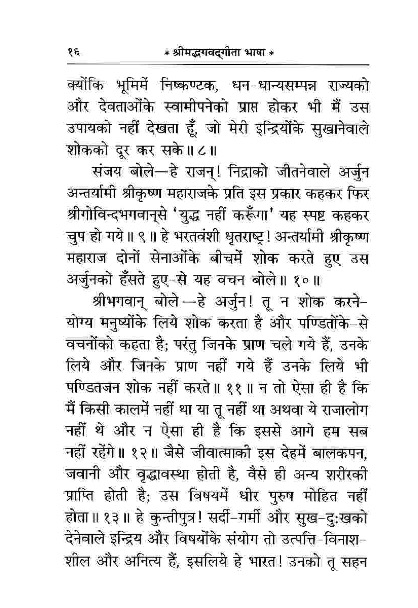 १६ * श्रीमद्भगवद्‌गीता भाषा *
क्योंकि भूमिमें निष्कण्टक, धन-धान्यसम्पन्न राज्यको
और देवताओंके स्वामीपनेको प्राप्त होकर भी मैं उस
उपायको नहीं देखता हूँ, जो मेरी इन्द्रियोंके सुखानेवाले
शोकको दूर कर सके॥ ८॥
संजय बोले—हे राजन्! निद्राको जीतनेवाले अर्जुन
अन्तर्यामी श्रीकृष्ण महाराजके प्रति इस प्रकार कहकर फिर
श्रीगोविन्दभगवान्‌से ‘युद्ध नहीं करूँगा’ यह स्पष्ट कहकर
चुप हो गये॥ ९॥ हे भरतवंशी धृतराष्ट्र! अन्तर्यामी श्रीकृष्ण
महाराज दोनों सेनाओंके बीचमें शोक करते हुए उस
अर्जुनको हँसते हुए-से यह वचन बोले॥ १०॥
श्रीभगवान् बोले—हे अर्जुन! तू न शोक करने-
योग्य मनुष्योंके लिये शोक करता है और पण्डितोंके-से
वचनोंको कहता है; परंतु जिनके प्राण चले गये हैं, उनके
लिये और जिनके प्राण नहीं गये हैं उनके लिये भी
पण्डितजन शोक नहीं करते॥ ११॥ न तो ऐसा ही है कि
मैं किसी कालमें नहीं था या तू नहीं था अथवा ये राजालोग
नहीं थे और न ऐसा ही है कि इससे आगे हम सब
नहीं रहेंगे॥ १२॥ जैसे जीवात्माकी इस देहमें बालकपन,
जवानी और वृद्धावस्था होती है, वैसे ही अन्य शरीरकी
प्राप्ति होती है; उस विषयमें धीर पुरुष मोहित नहीं
होता॥ १३॥ हे कुन्तीपुत्र! सर्दी-गर्मी और सुख-दुःखको
देनेवाले इन्द्रिय और विषयोंके संयोग तो उत्पत्ति-विनाश-
शील और अनित्य हैं, इसलिये हे भारत! उनको तू सहन